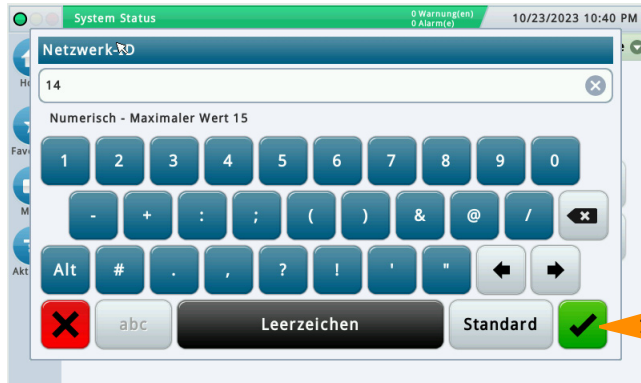 System Status
0 Warnung(en)
0 Alarm(e)
10/23/2023 10:40 PM
Netzwerk-ID
14
Numerisch - Maximaler Wert 15
1 2 3 4 5 6 7 8 9 0
- + : ; ( ) & @ /
Alt # . , ? ! ' "
abc Leerzeichen Standard